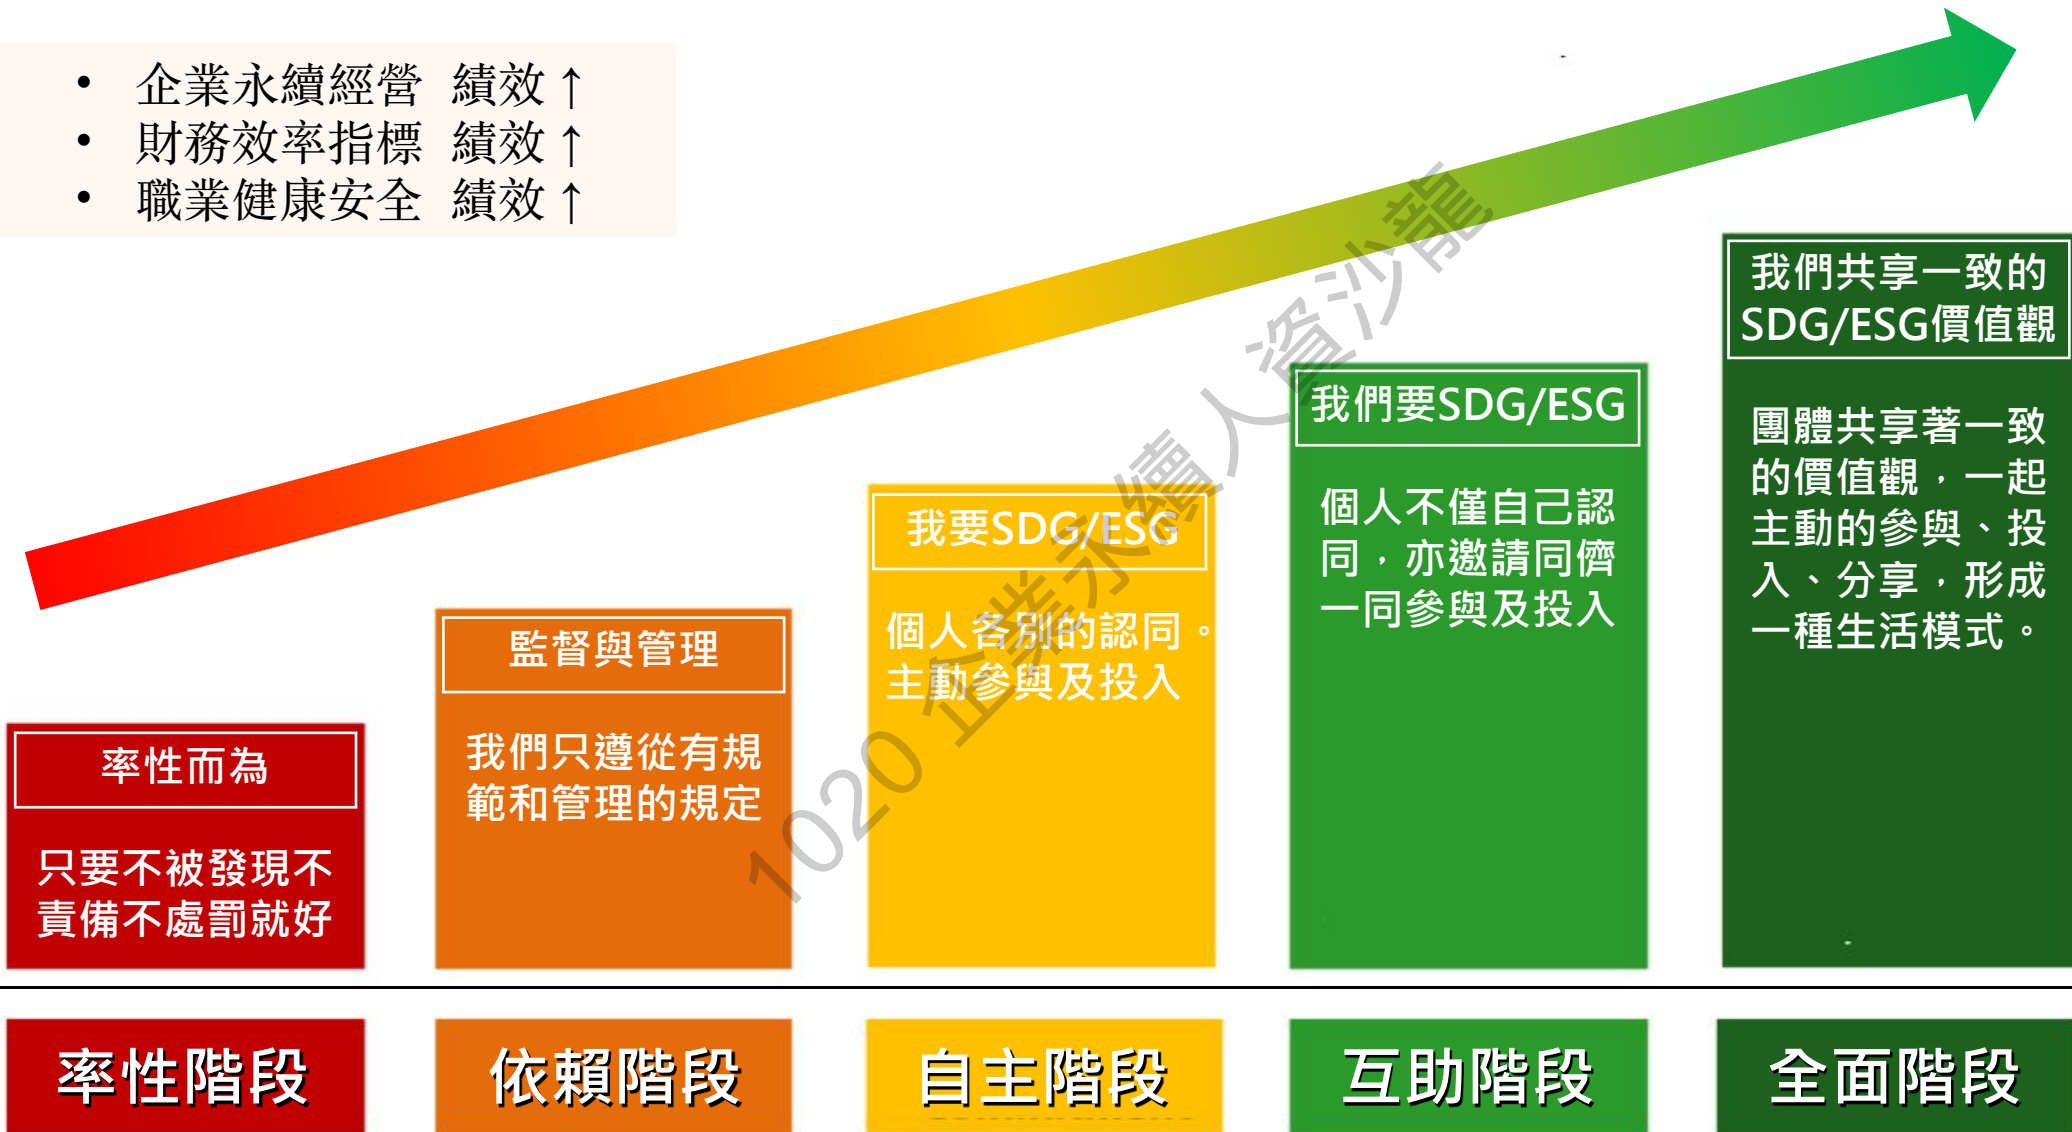 • 企業永續經營 績效↑
• 財務效率指標 績效↑
• 職業健康安全 績效↑
率性而為
只要不被發現不
責備不處罰就好
監督與管理
我們只遵從有規
範和管理的規定
我要SDG/ESG
個人各別的認同。
主動參與及投入
我們要SDG/ESG
個人不僅自己認
同，亦邀請同儕
一同參與及投入
我們共享一致的
SDG/ESG價值觀
團體共享著一致
的價值觀，一起
主動的參與、投
入、分享，形成
一種生活模式。
1020 企業永續人資沙龍
率性階段
依賴階段
自主階段
互助階段
全面階段